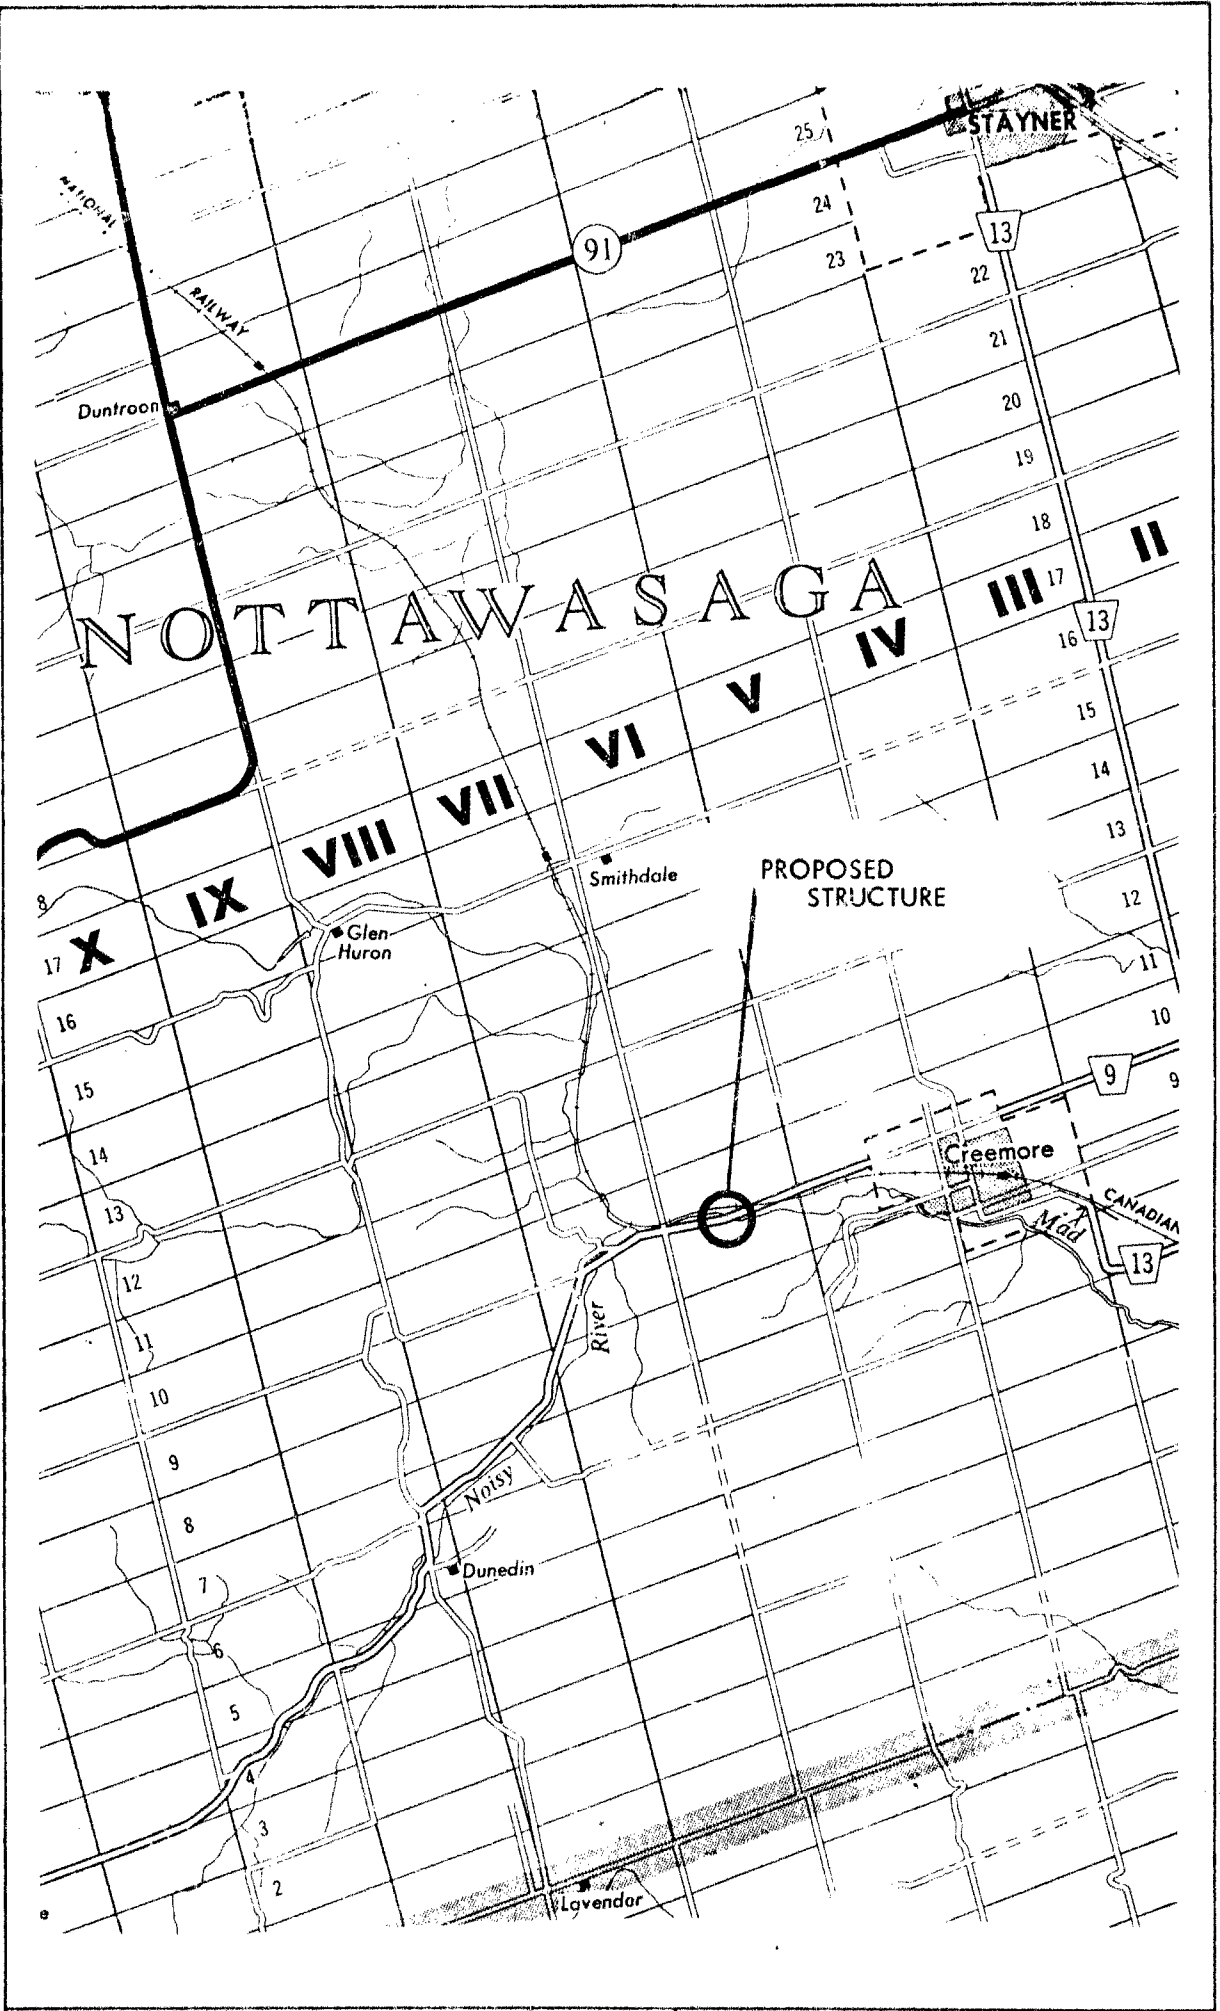 STAYNER
25
NATIONAL
24
13
91
23
22
RAILWAY
21
Duntroon
20
19
18
II
17
III
NOTTAWASAGA
13
16
IV
V
15
VI
14
VII
13
VIII
PROPOSED
STRUCTURE
Smithdale
12
IX
8
Glen
Huron
X
17
11
16
10
9
9
15
14
Creemore
CANADIAN
13
Mad
13
12
River
11
10
9
Noisy
8
Dunedin
7
6
5
4
3
2
Lavender
e